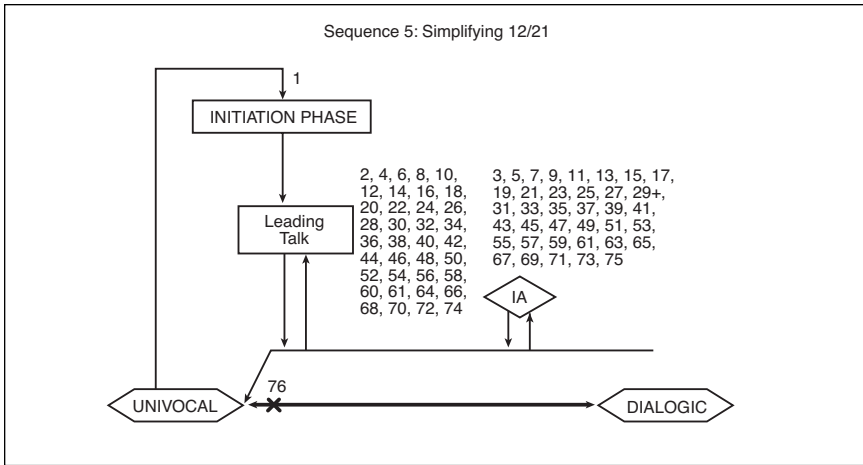 Sequence 5: Simplifying 12/21
1
INITIATION PHASE
Leading
Talk
2, 4, 6, 8, 10,
12, 14, 16, 18,
20, 22, 24, 26,
28, 30, 32, 34
36, 38, 40, 42
44, 46, 48, 50,
52, 54, 56, 58,
60, 61, 64, 66,
68, 70, 72, 74
3, 5, 7, 9, 11, 13, 15, 17,
19, 21, 23, 25, 27, 29+,
31, 33, 35, 37, 39, 41,
43, 45, 47, 49, 51, 53,
55, 57, 59, 61, 63, 65,
67, 69, 71, 73, 75
IA
76
UNIVOCAL
DIALOGIC